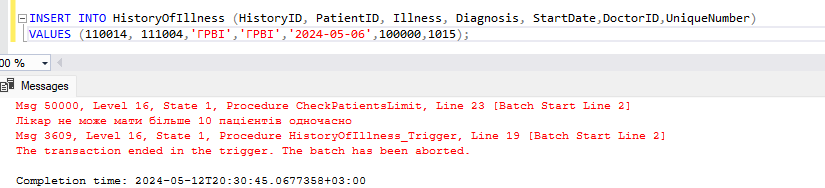 INSERT INTO HistoryOfIllness (HistoryID, PatientID, Illness, Diagnosis, StartDate,DoctorID,UniqueNumber)
VALUES (110014, 111004,'ГРВІ','ГРВІ','2024-05-06',100000,1015);
00 %
Messages
Msg 50000, Level 16, State 1, Procedure CheckPatientsLimit, Line 23 [Batch Start Line 2]
Лікар не може мати більше 10 пацієнтів одночасно
Msg 3609, Level 16, State 1, Procedure HistoryOfIllness_Trigger, Line 19 [Batch Start Line 2]
The transaction ended in the trigger. The batch has been aborted.
Completion time: 2024-05-12T20:30:45.0677358+03:00